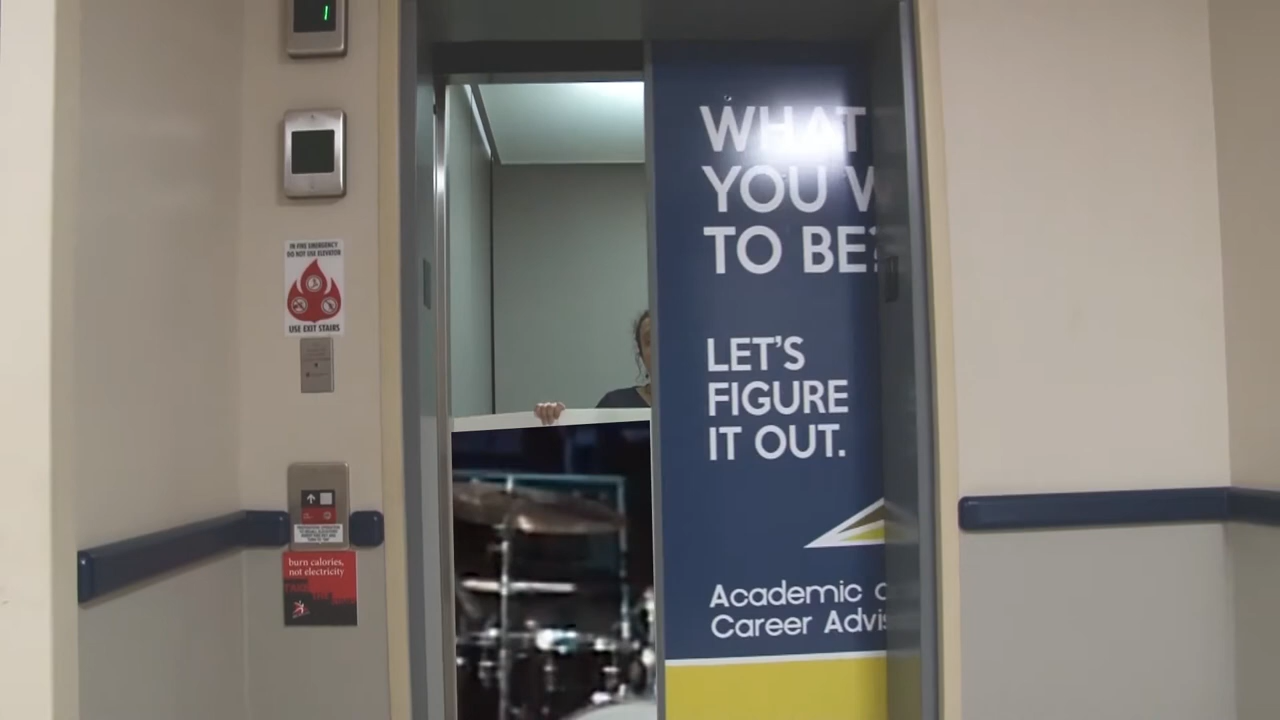 1
IN FIRE EMERGENCY
DO NOT USE ELEVATOR
USE EXIT STAIRS
burn calories,
not electricity
WHAT
YOU W
TO BE?
LET'S
FIGURE
IT OUT.
Academic
Career Advis